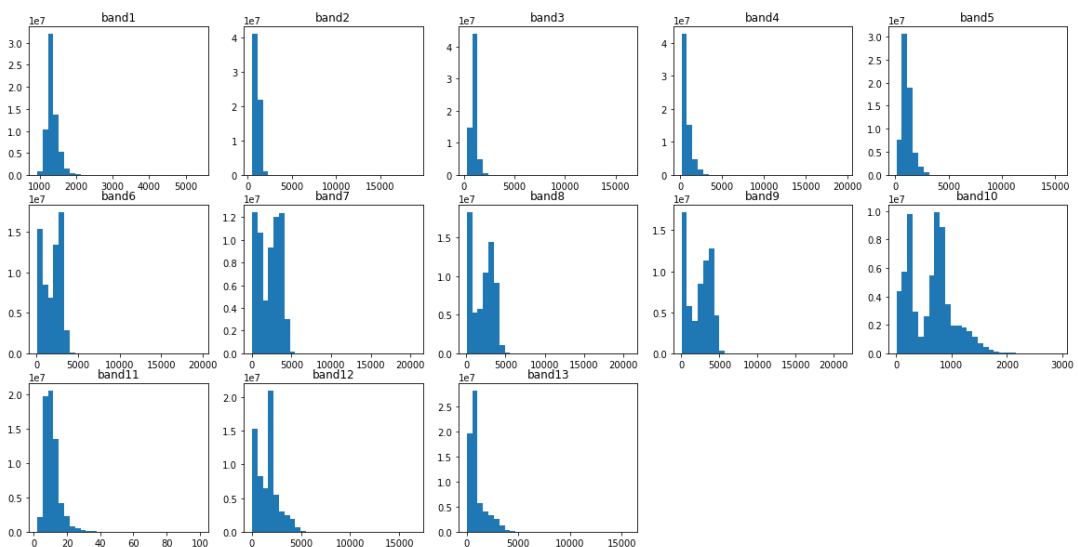 band1
1e7
3.0
2.5
2.0
1.5
1.0
0.5
0.0
1000 2000 3000 4000 5000
band2
1e7
4
3
2
1
0
0 5000 10000 15000
band3
1e7
4
3
2
1
0
0 5000 10000 15000
band4
1e7
4
3
2
1
0
0 5000 10000 15000 20000
band5
1e7
3.0
2.5
2.0
1.5
1.0
0.5
0.0
0 5000 10000 15000
band6
1e7
1.5
1.0
0.5
0.0
0 5000 10000 15000 20000
band7
1e7
1.2
1.0
0.8
0.6
0.4
0.2
0.0
0 5000 10000 15000 20000
band8
1e7
1.5
1.0
0.5
0.0
0 5000 10000 15000 20000
band9
1e7
1.5
1.0
0.5
0.0
0 5000 10000 15000 20000
band10
1e7
1.0
0.8
0.6
0.4
0.2
0.0
0 1000 2000 3000
band11
1e7
2.0
1.5
1.0
0.5
0.0
0 20 40 60 80 100
band12
1e7
2.0
1.5
1.0
0.5
0.0
0 5000 10000 15000
band13
1e7
2.5
2.0
1.5
1.0
0.5
0.0
0 5000 10000 15000